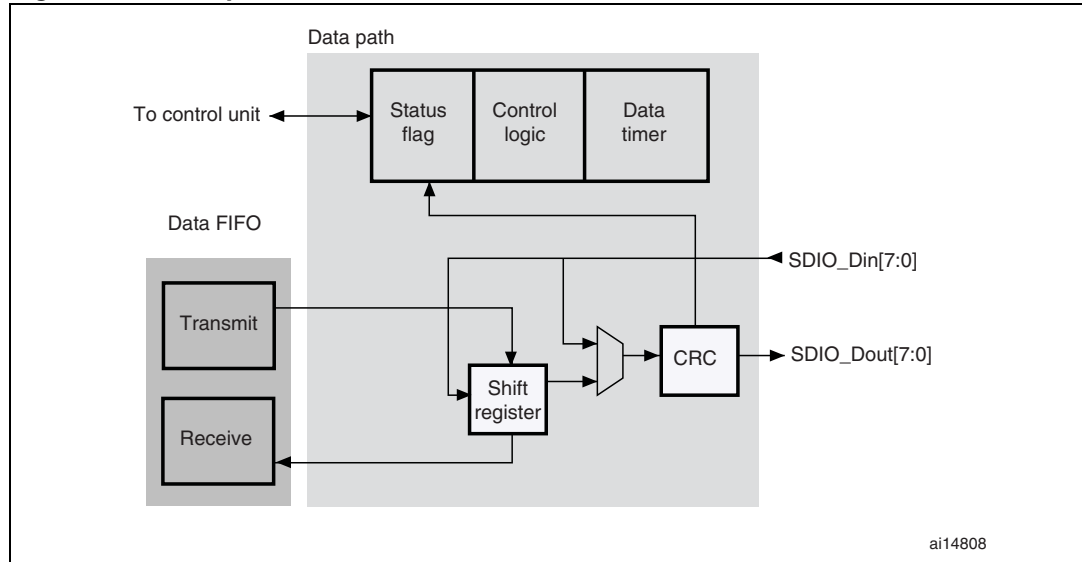 Data path
To control unit
Status
flag
Control
logic
Data
timer
Data FIFO
Transmit
Receive
Shift
register
CRC
SDIO_Din[7:0]
SDIO_Dout[7:0]
ai14808